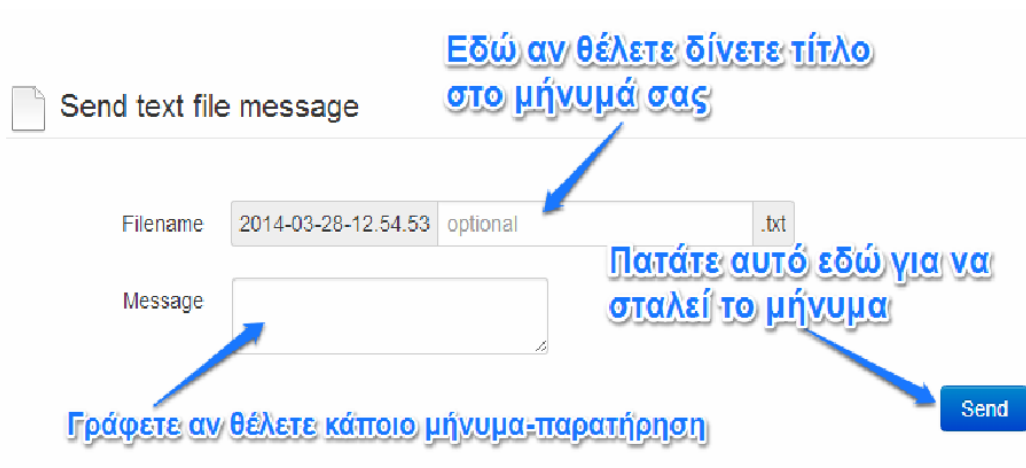 Εδώ αν θέλετε δίνετε τίτλο
στο μήνυμά σας
Send text file message
Filename 2014-03-28-12.54.53 optional .txt
Πατάτε αυτό εδώ για να
σταλεί το μήνυμα
Message
Send
Γράφετε αν θέλετε κάποιο μήνυμα-παρατήρηση